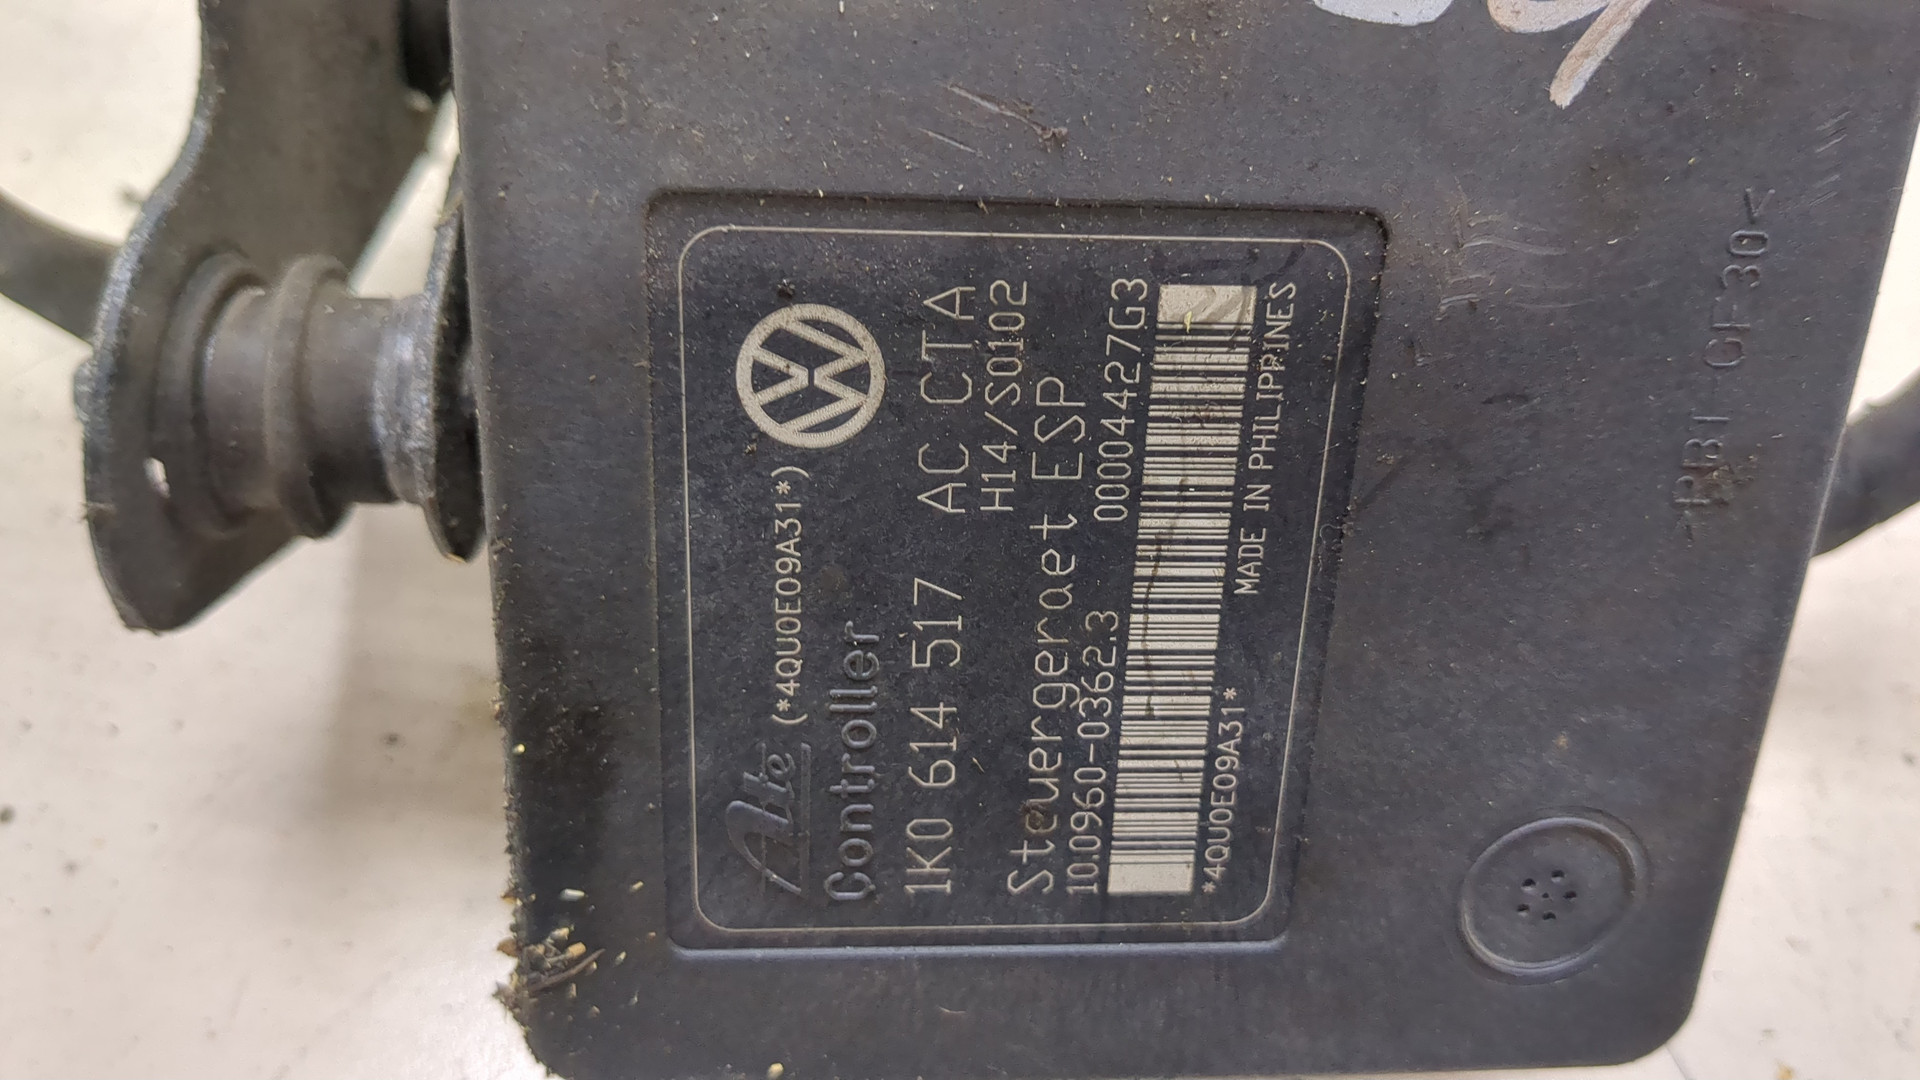 Ate (*4QU0E09A31*)
Controller
1K0 614 517 AC CTA
H14/S0102
Steuergeraet ESP
10.0960-0362.3 00004427G3
MADE IN PHILIPPINES
*4QU0E09A31*
>PBT GF30<